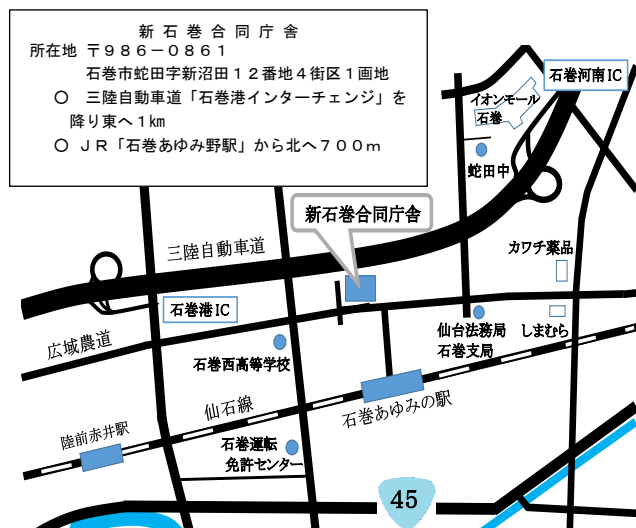 新石巻合同庁舎
所在地 〒986-0861
石巻市蛇田字新沼田12番地4街区1画地
○ 三陸自動車道「石巻港インターチェンジ」を
降り東へ1km
○ JR「石巻あゆみ野駅」から北へ700m
石巻河南IC
イオンモール
石巻
蛇田中
新石巻合同庁舎
三陸自動車道
カワチ薬品
石巻港IC
広域農道
仙台法務局
石巻支局
しまむら
石巻西高等学校
石巻あゆみの駅
仙石線
陸前赤井駅
石巻運転
免許センター
45